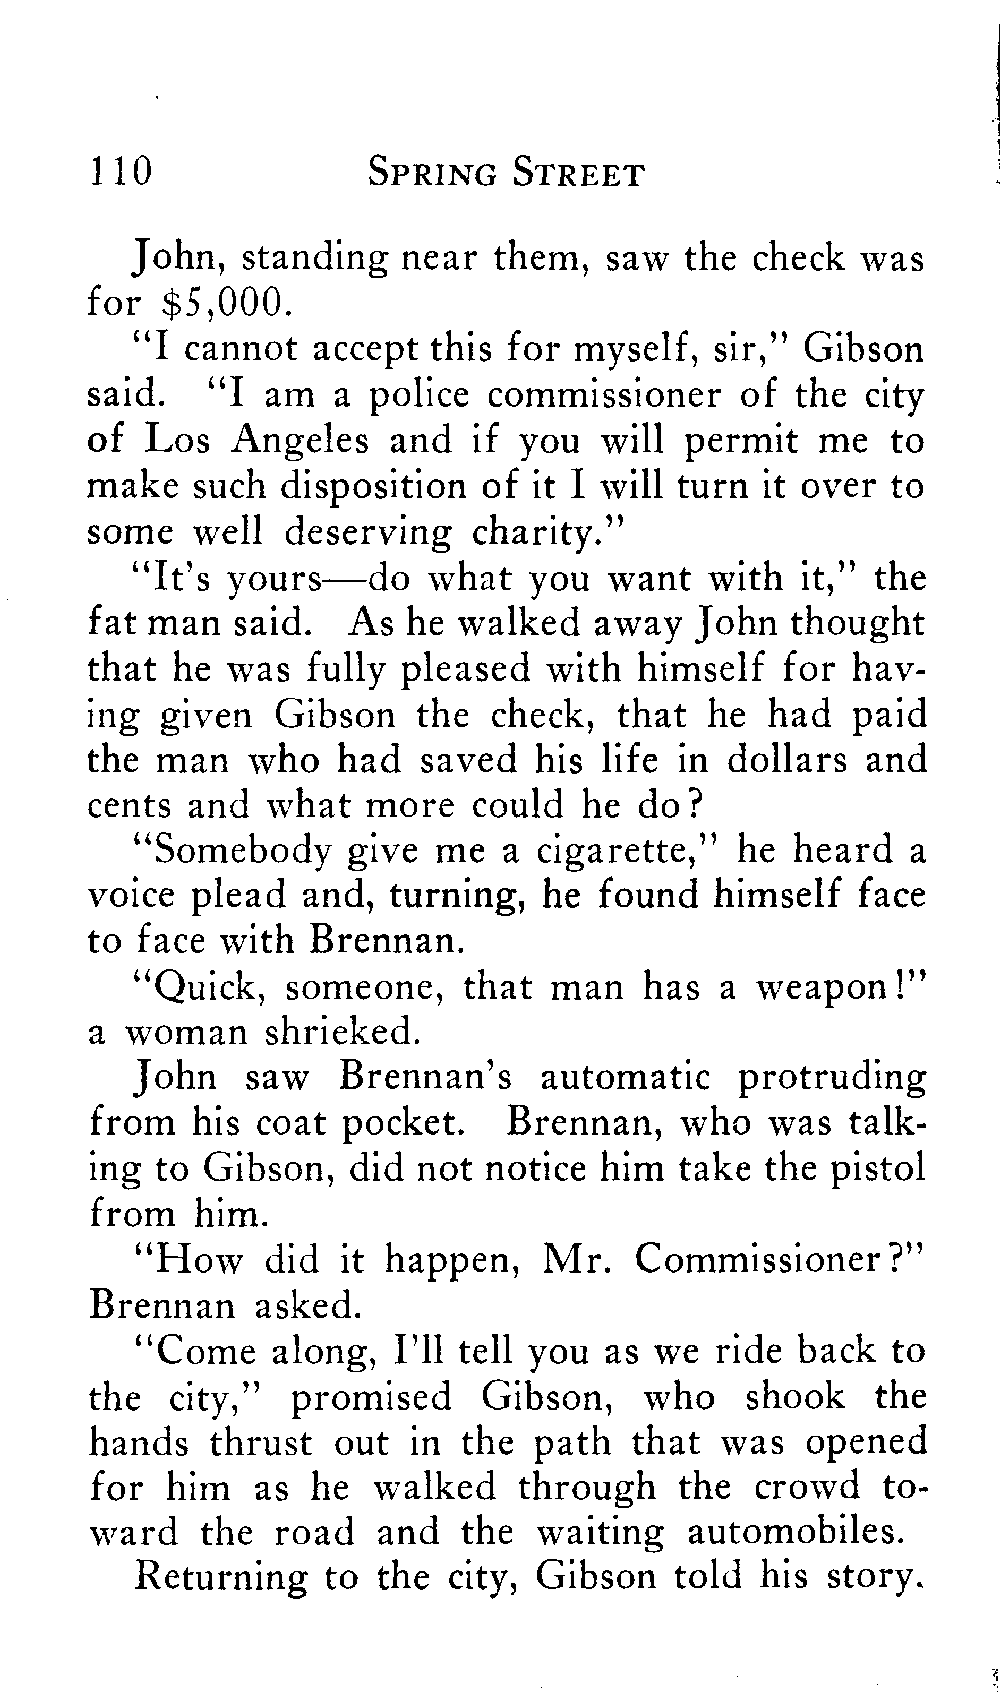 110 SPRING STREET
John, standing near them, saw the check was
for $5,000.
"I cannot accept this for myself, sir," Gibson
said. "I am a police commissioner of the city
of Los Angeles and if you will permit me to
make such disposition of it I will turn it over to
some well deserving charity."
"It's yours—do what you want with it," the
fat man said. As he walked away John thought
that he was fully pleased with himself for hav-
ing given Gibson the check, that he had paid
the man who had saved his life in dollars and
cents and what more could he do?
"Somebody give me a cigarette," he heard a
voice plead and, turning, he found himself face
to face with Brennan.
"Quick, someone, that man has a weapon!"
a woman shrieked.
John saw Brennan's automatic protruding
from his coat pocket. Brennan, who was talk-
ing to Gibson, did not notice him take the pistol
from him.
"How did it happen, Mr. Commissioner?"
Brennan asked.
"Come along, I'll tell you as we ride back to
the city," promised Gibson, who shook the
hands thrust out in the path that was opened
for him as he walked through the crowd to-
ward the road and the waiting automobiles.
Returning to the city, Gibson told his story.